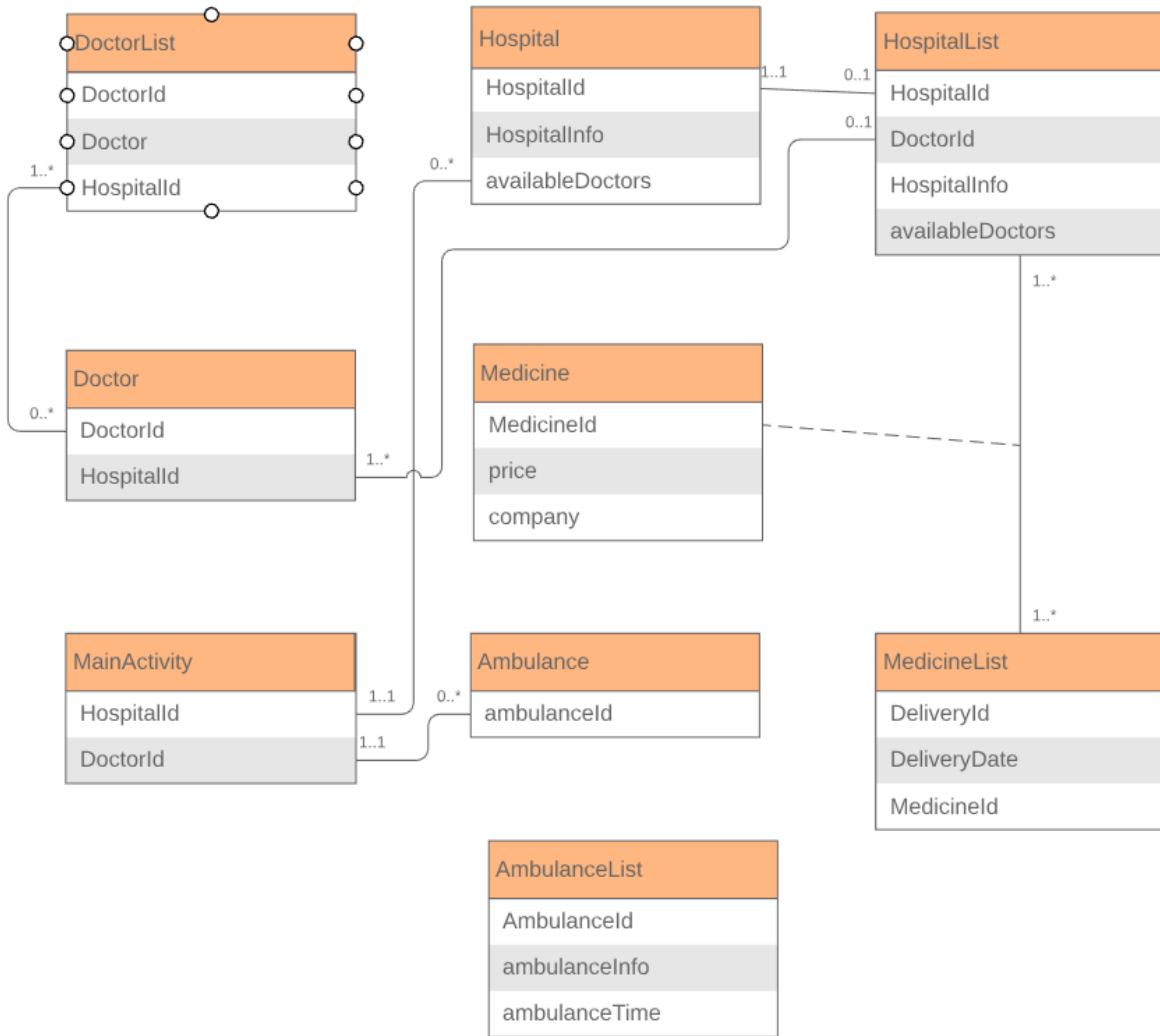 DoctorList
DoctorId
Doctor
HospitalId
1..*
Hospital
HospitalId
HospitalInfo
availableDoctors
1..1
0..1
0..1
0..*
HospitalList
HospitalId
DoctorId
HospitalInfo
availableDoctors
1..*
Doctor
DoctorId
HospitalId
0..*
1..*
Medicine
MedicineId
price
company
MainActivity
HospitalId
DoctorId
1..1
1..1
0..*
Ambulance
ambulanceId
1..*
MedicineList
DeliveryId
DeliveryDate
MedicineId
AmbulanceList
AmbulanceId
ambulanceInfo
ambulanceTime